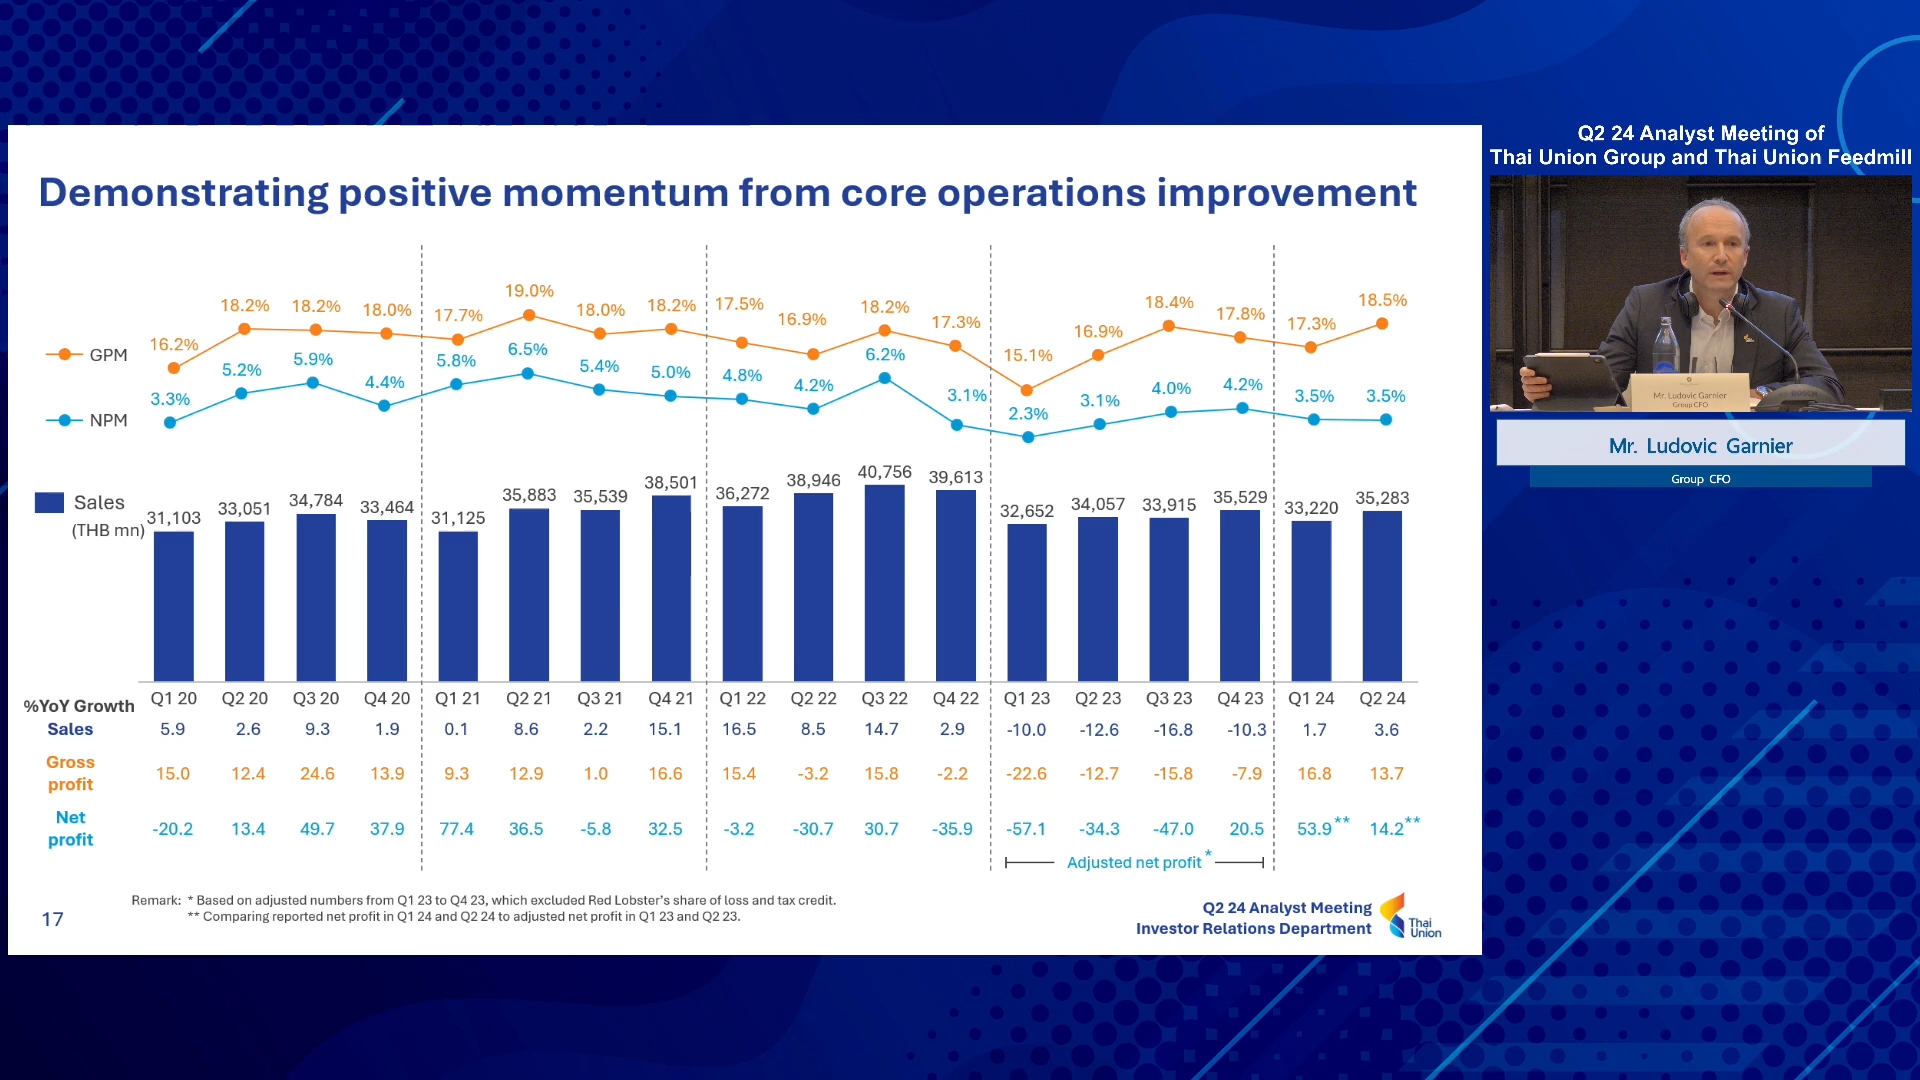 Q2 24 Analyst Meeting of
Thai Union Group and Thai Union Feedmill
Demonstrating positive momentum from core operations improvement
GPM
16.2% 18.2% 18.2% 18.0% 17.7% 19.0% 18.0% 18.2% 17.5% 16.9% 18.2% 17.3% 15.1% 16.9% 18.4% 17.8% 17.3% 18.5%
NPM
3.3% 5.2% 5.9% 4.4% 5.8% 6.5% 5.4% 5.0% 4.8% 4.2% 6.2% 3.1% 2.3% 3.1% 4.0% 4.2% 3.5% 3.5%
Sales
(THB mn)
31,103 33,051 34,784 33,464 31,125 35,883 35,539 38,501 36,272 38,946 40,756 39,613 32,652 34,057 33,915 35,529 33,220 35,283
%YoY Growth Q1 20 Q2 20 Q3 20 Q4 20 Q1 21 Q2 21 Q3 21 Q4 21 Q1 22 Q2 22 Q3 22 Q4 22 Q1 23 Q2 23 Q3 23 Q4 23 Q1 24 Q2 24
Sales 5.9 2.6 9.3 1.9 0.1 8.6 2.2 15.1 16.5 8.5 14.7 2.9 -10.0 -12.6 -16.8 -10.3 1.7 3.6
Gross
profit
15.0 12.4 24.6 13.9 9.3 12.9 1.0 16.6 15.4 -3.2 15.8 -2.2 -22.6 -12.7 -15.8 -7.9 16.8 13.7
Net
profit
-20.2 13.4 49.7 37.9 77.4 36.5 -5.8 32.5 -3.2 -30.7 30.7 -35.9 -57.1 -34.3 -47.0 20.5 53.9** 14.2**
Adjusted net profit*
Remark: * Based on adjusted numbers from Q1 23 to Q4 23, which excluded Red Lobster's share of loss and tax credit.
** Comparing reported net profit in Q1 24 and Q2 24 to adjusted net profit in Q1 23 and Q2 23.
17
Q2 24 Analyst Meeting
Investor Relations Department
Thai
Union
Mr. Ludovic Garnier
Group CFO
BOSCH
Mr. Ludovic Garnier
Group CFO